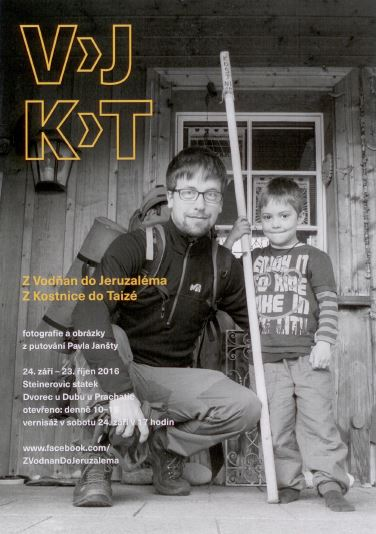 V»J
K»T
Z Vodňan do Jeruzaléma
Z Kostnice do Taizé
fotografie a obrázky
z putování Pavla Janšty
24. září – 23. říjen 2016
Steinerovic statek
Dvorec u Dubu u Prachatic
otevřeno: denně 10–18
vernisáž v sobotu 24. září v 17 hodin
www.facebook.com/
ZVodnanDoJeruzalema